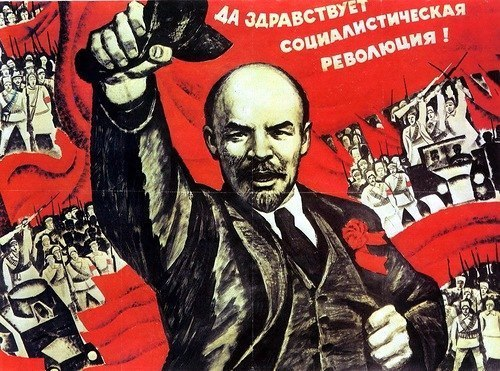 ДА ЗДРАВСТВУЕТ
СОЦИАЛИСТИЧЕСКАЯ
РЕВОЛЮЦИЯ!